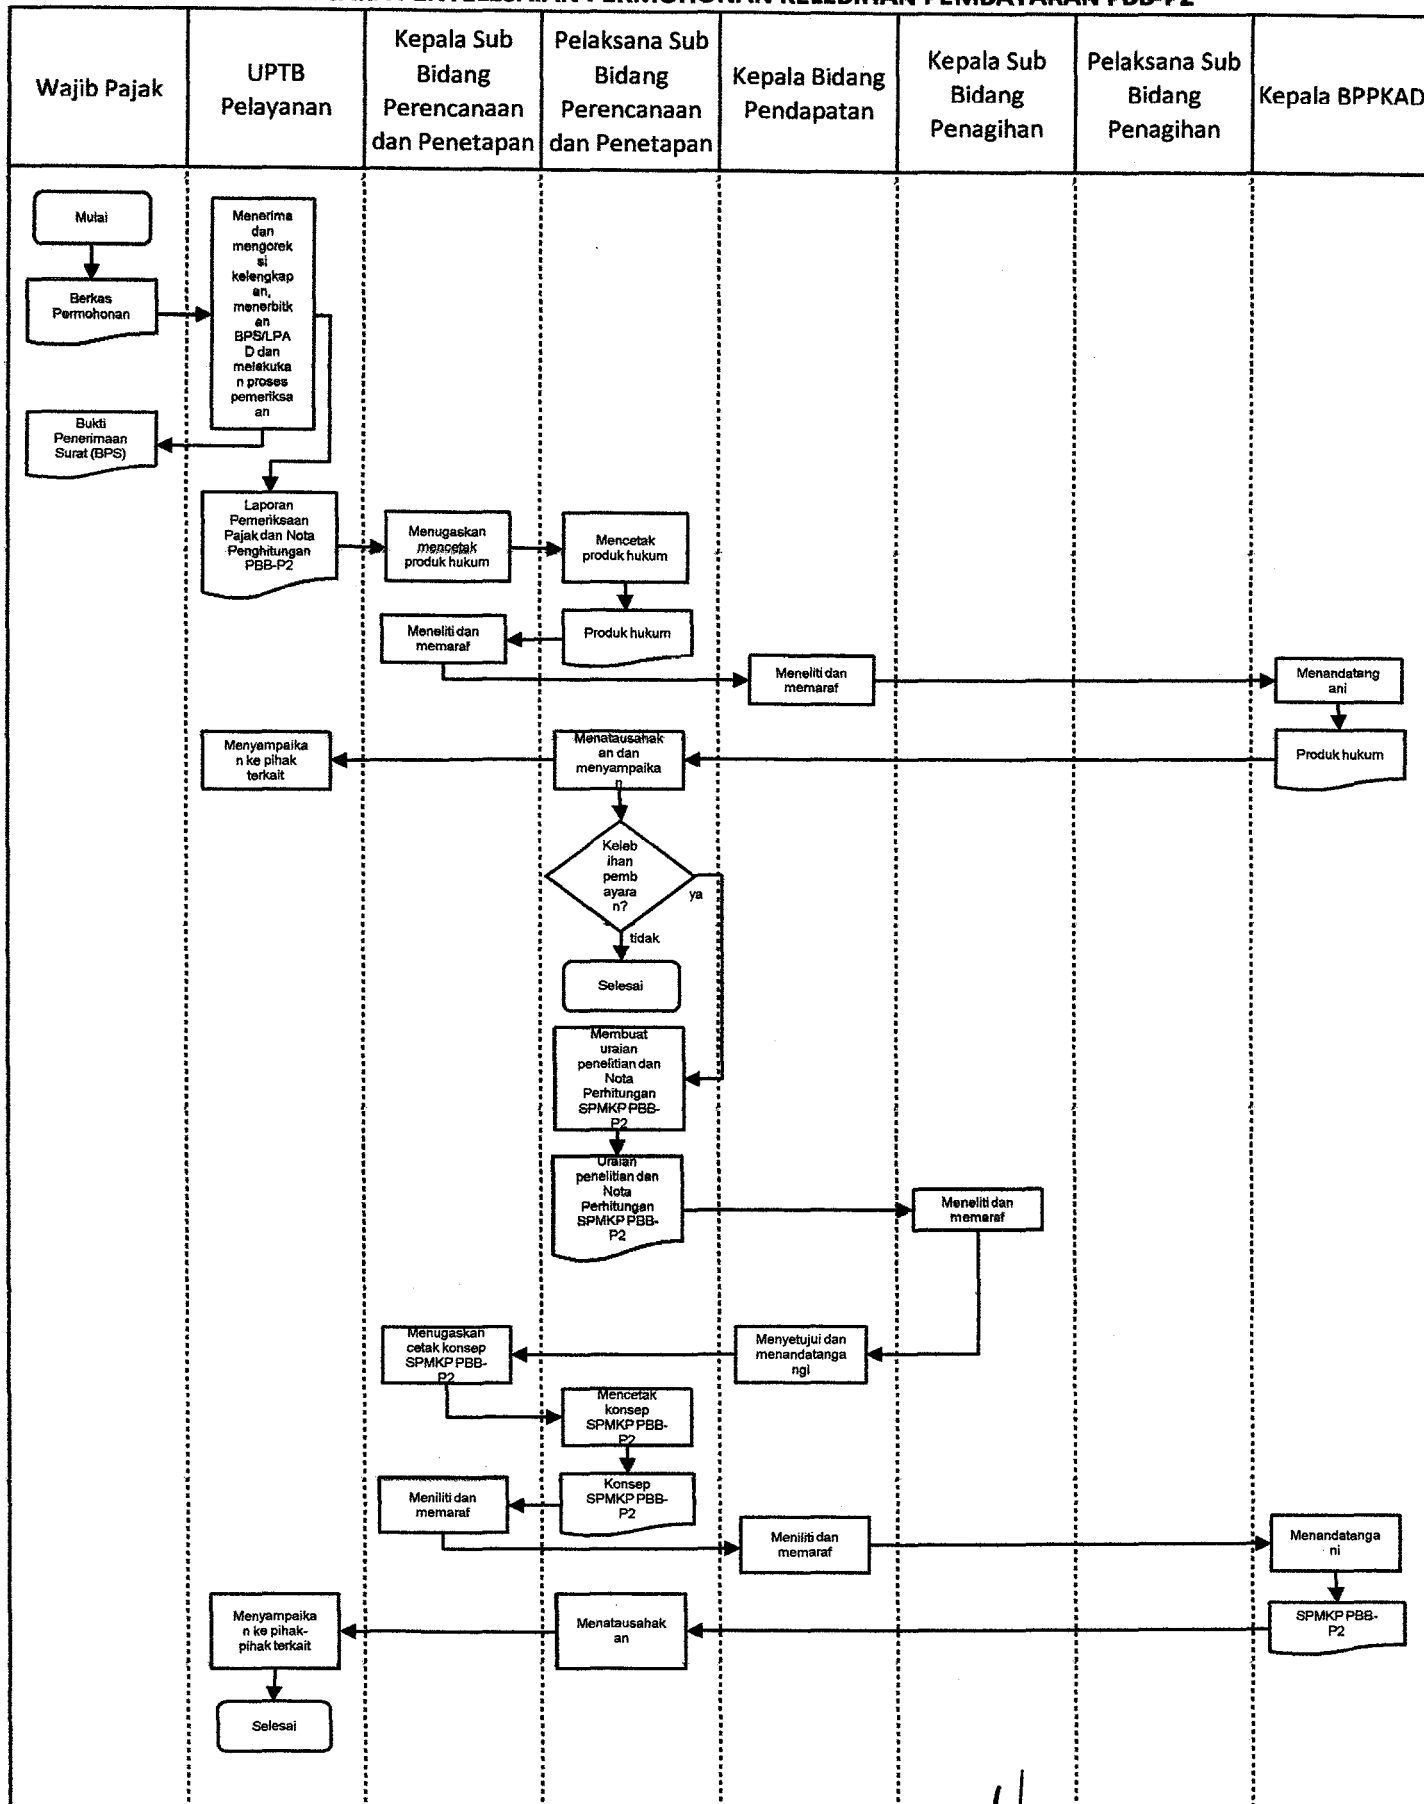 PENYELESAIAN PERMOHONAN KELEBIHAN PEMBAYARAN PBB-P2
Wajib Pajak
UPTB
Pelayanan
Kepala Sub
Bidang
Perencanaan
dan Penetapan
Pelaksana Sub
Bidang
Perencanaan
dan Penetapan
Kepala Bidang
Pendapatan
Kepala Sub
Bidang
Penagihan
Pelaksana Sub
Bidang
Penagihan
Kepala BPPKAD
Mulai
Berkas
Permohonan
Menerima
dan
mengorek
si
kelengkap
an,
menerbitk
an
BPS/LPA
D dan
melakuka
n proses
pemeriksa
an
Bukti
Penerimaan
Surat (BPS)
Laporan
Pemeriksaan
Pajak dan Nota
Penghitungan
PBB-P2
Menugaskan
mencetak
produk hukum
Mencetak
produk hukum
Produk hukum
Meneliti dan
memaraf
Meneliti dan
memaraf
Menandatang
ani
Produk hukum
Menatausahak
an dan
menyampaika
n
Menyampaika
n ke pihak
terkait
Keleb
ihan
pemb
ayara
n?
ya
tidak
Selesai
Membuat
uraian
penelitian dan
Nota
Perhitungan
SPMKP PBB-
P2
Uraian
penelitian dan
Nota
Perhitungan
SPMKP PBB-
P2
Meneliti dan
memaraf
Menyetujui dan
menandatanga
ngi
Menugaskan
cetak konsep
SPMKP PBB-
P2
Mencetak
konsep
SPMKP PBB-
P2
Konsep
SPMKP PBB-
P2
Meniliti dan
memaraf
Meniliti dan
memaraf
Menandatanga
ni
SPMKP PBB-
P2
Menatausahak
an
Menyampaika
n ke pihak-
pihak terkait
Selesai